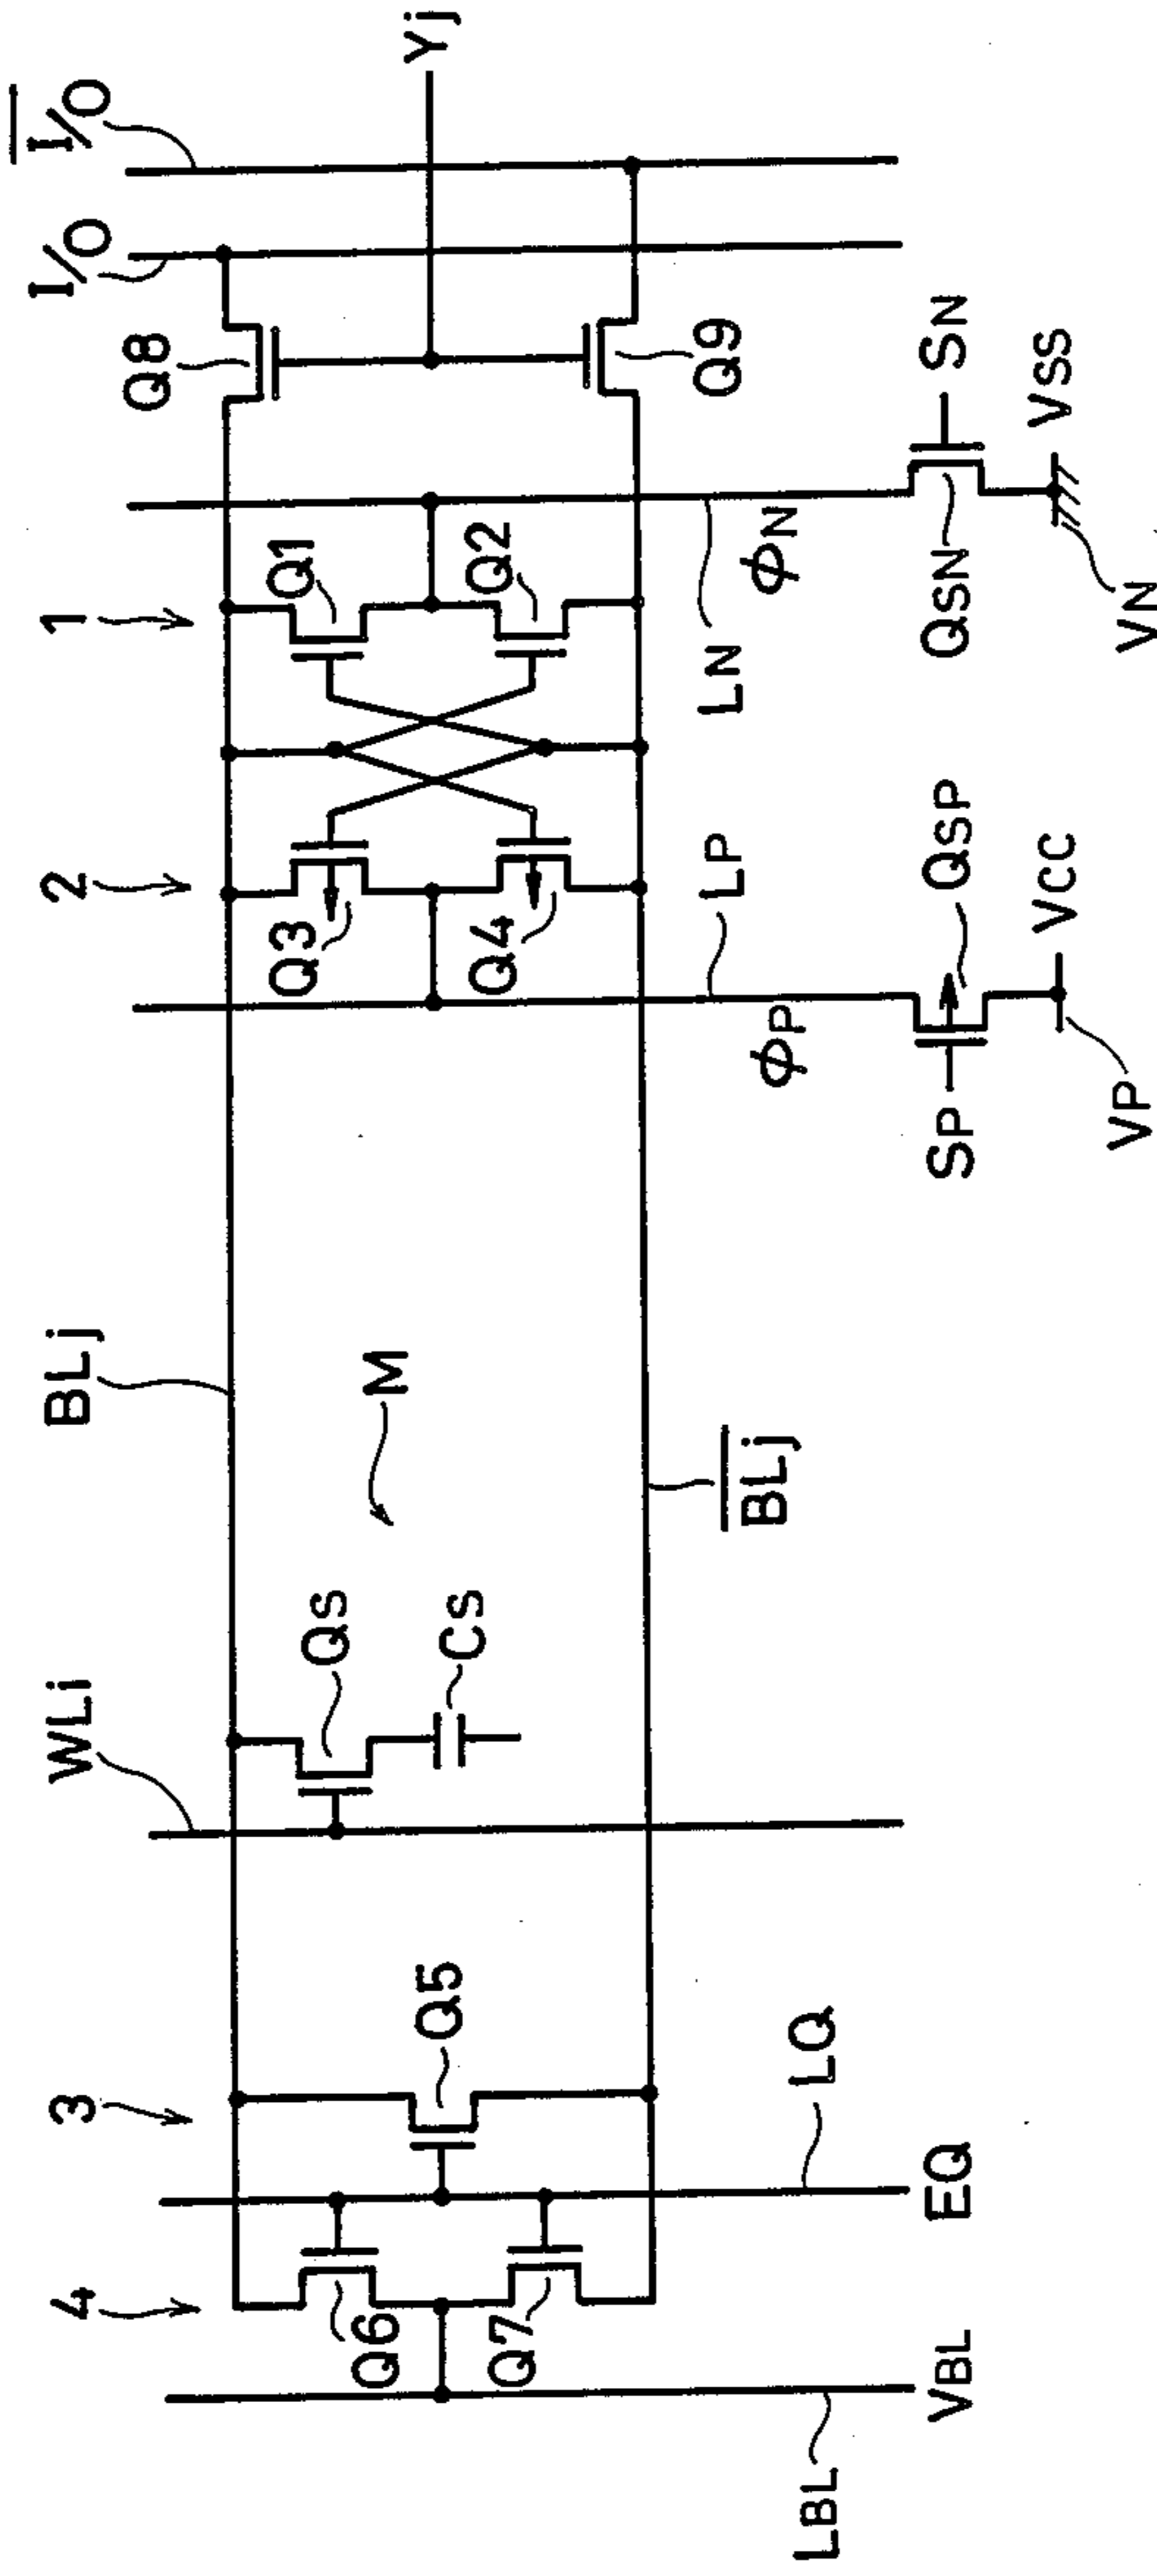 I/O
I/O
Yj
Q8
Q9
1
Q1
Q2
SN
QSN
VSS
VN
LN
ϕN
2
Q3
Q4
LP
ϕP
QSP
SP
VCC
VP
BLj
M
BLj
WLi
QS
CS
3
Q5
LQ
EQ
4
Q6
Q7
VBL
LBL